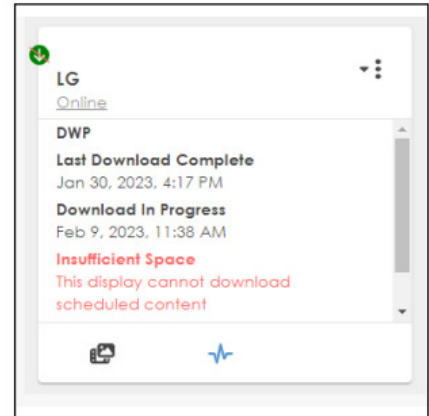 LG
Online
DWP
Last Download Complete
Jan 30, 2023, 4:17 PM
Download In Progress
Feb 9, 2023, 11:38 AM
Insufficient Space
This display cannot download
scheduled content